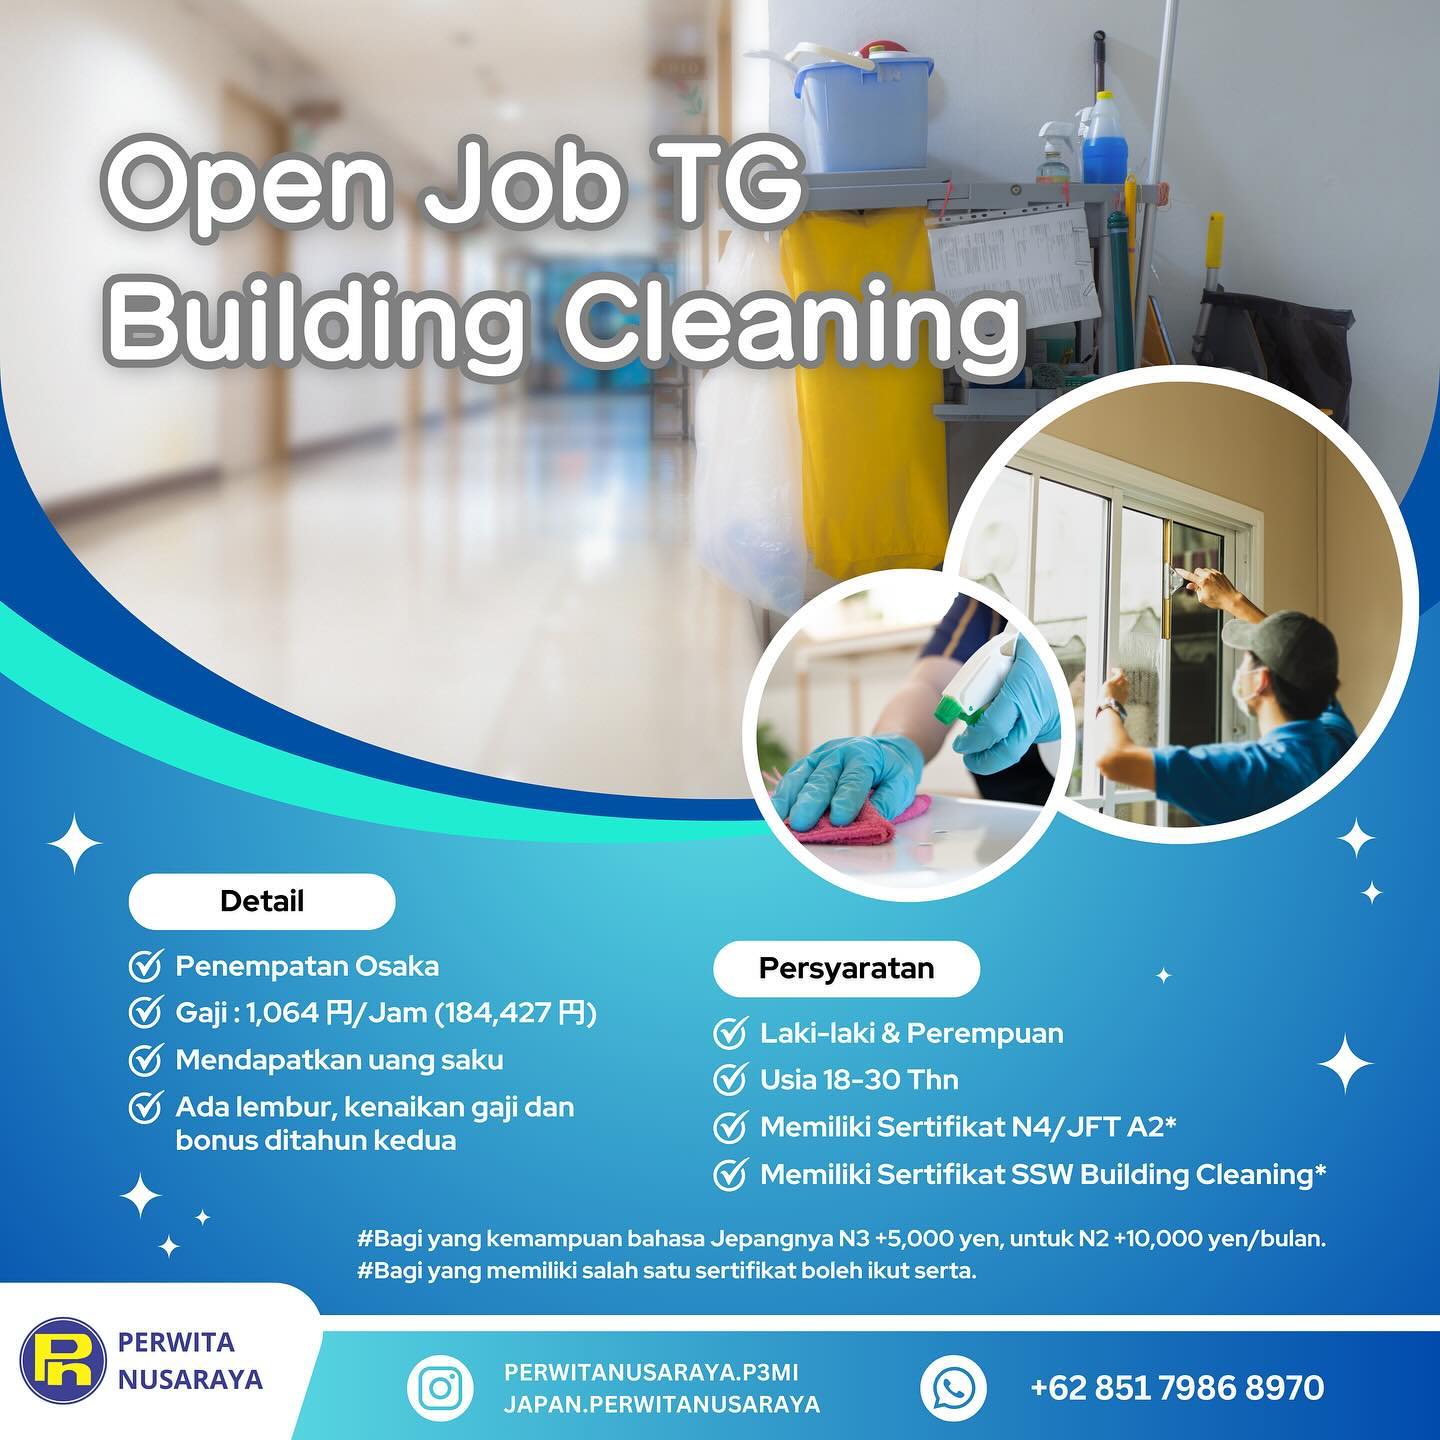 Open Job TG
Building Cleaning
Detail
Penempatan Osaka
Gaji : 1,064 円/Jam (184,427 円)
Mendapatkan uang saku
Ada lembur, kenaikan gaji dan
bonus ditahun kedua
Persyaratan
Laki-laki & Perempuan
Usia 18-30 Thn
Memiliki Sertifikat N4/JFT A2*
Memiliki Sertifikat SSW Building Cleaning*
#Bagi yang kemampuan bahasa Jepangnya N3 +5,000 yen, untuk N2 +10,000 yen/bulan.
#Bagi yang memiliki salah satu sertifikat boleh ikut serta.
Pn
PERWITA
NUSARAYA
PERWITANUSARAYA.P3MI
JAPAN.PERWITANUSARAYA
+62 851 7986 8970